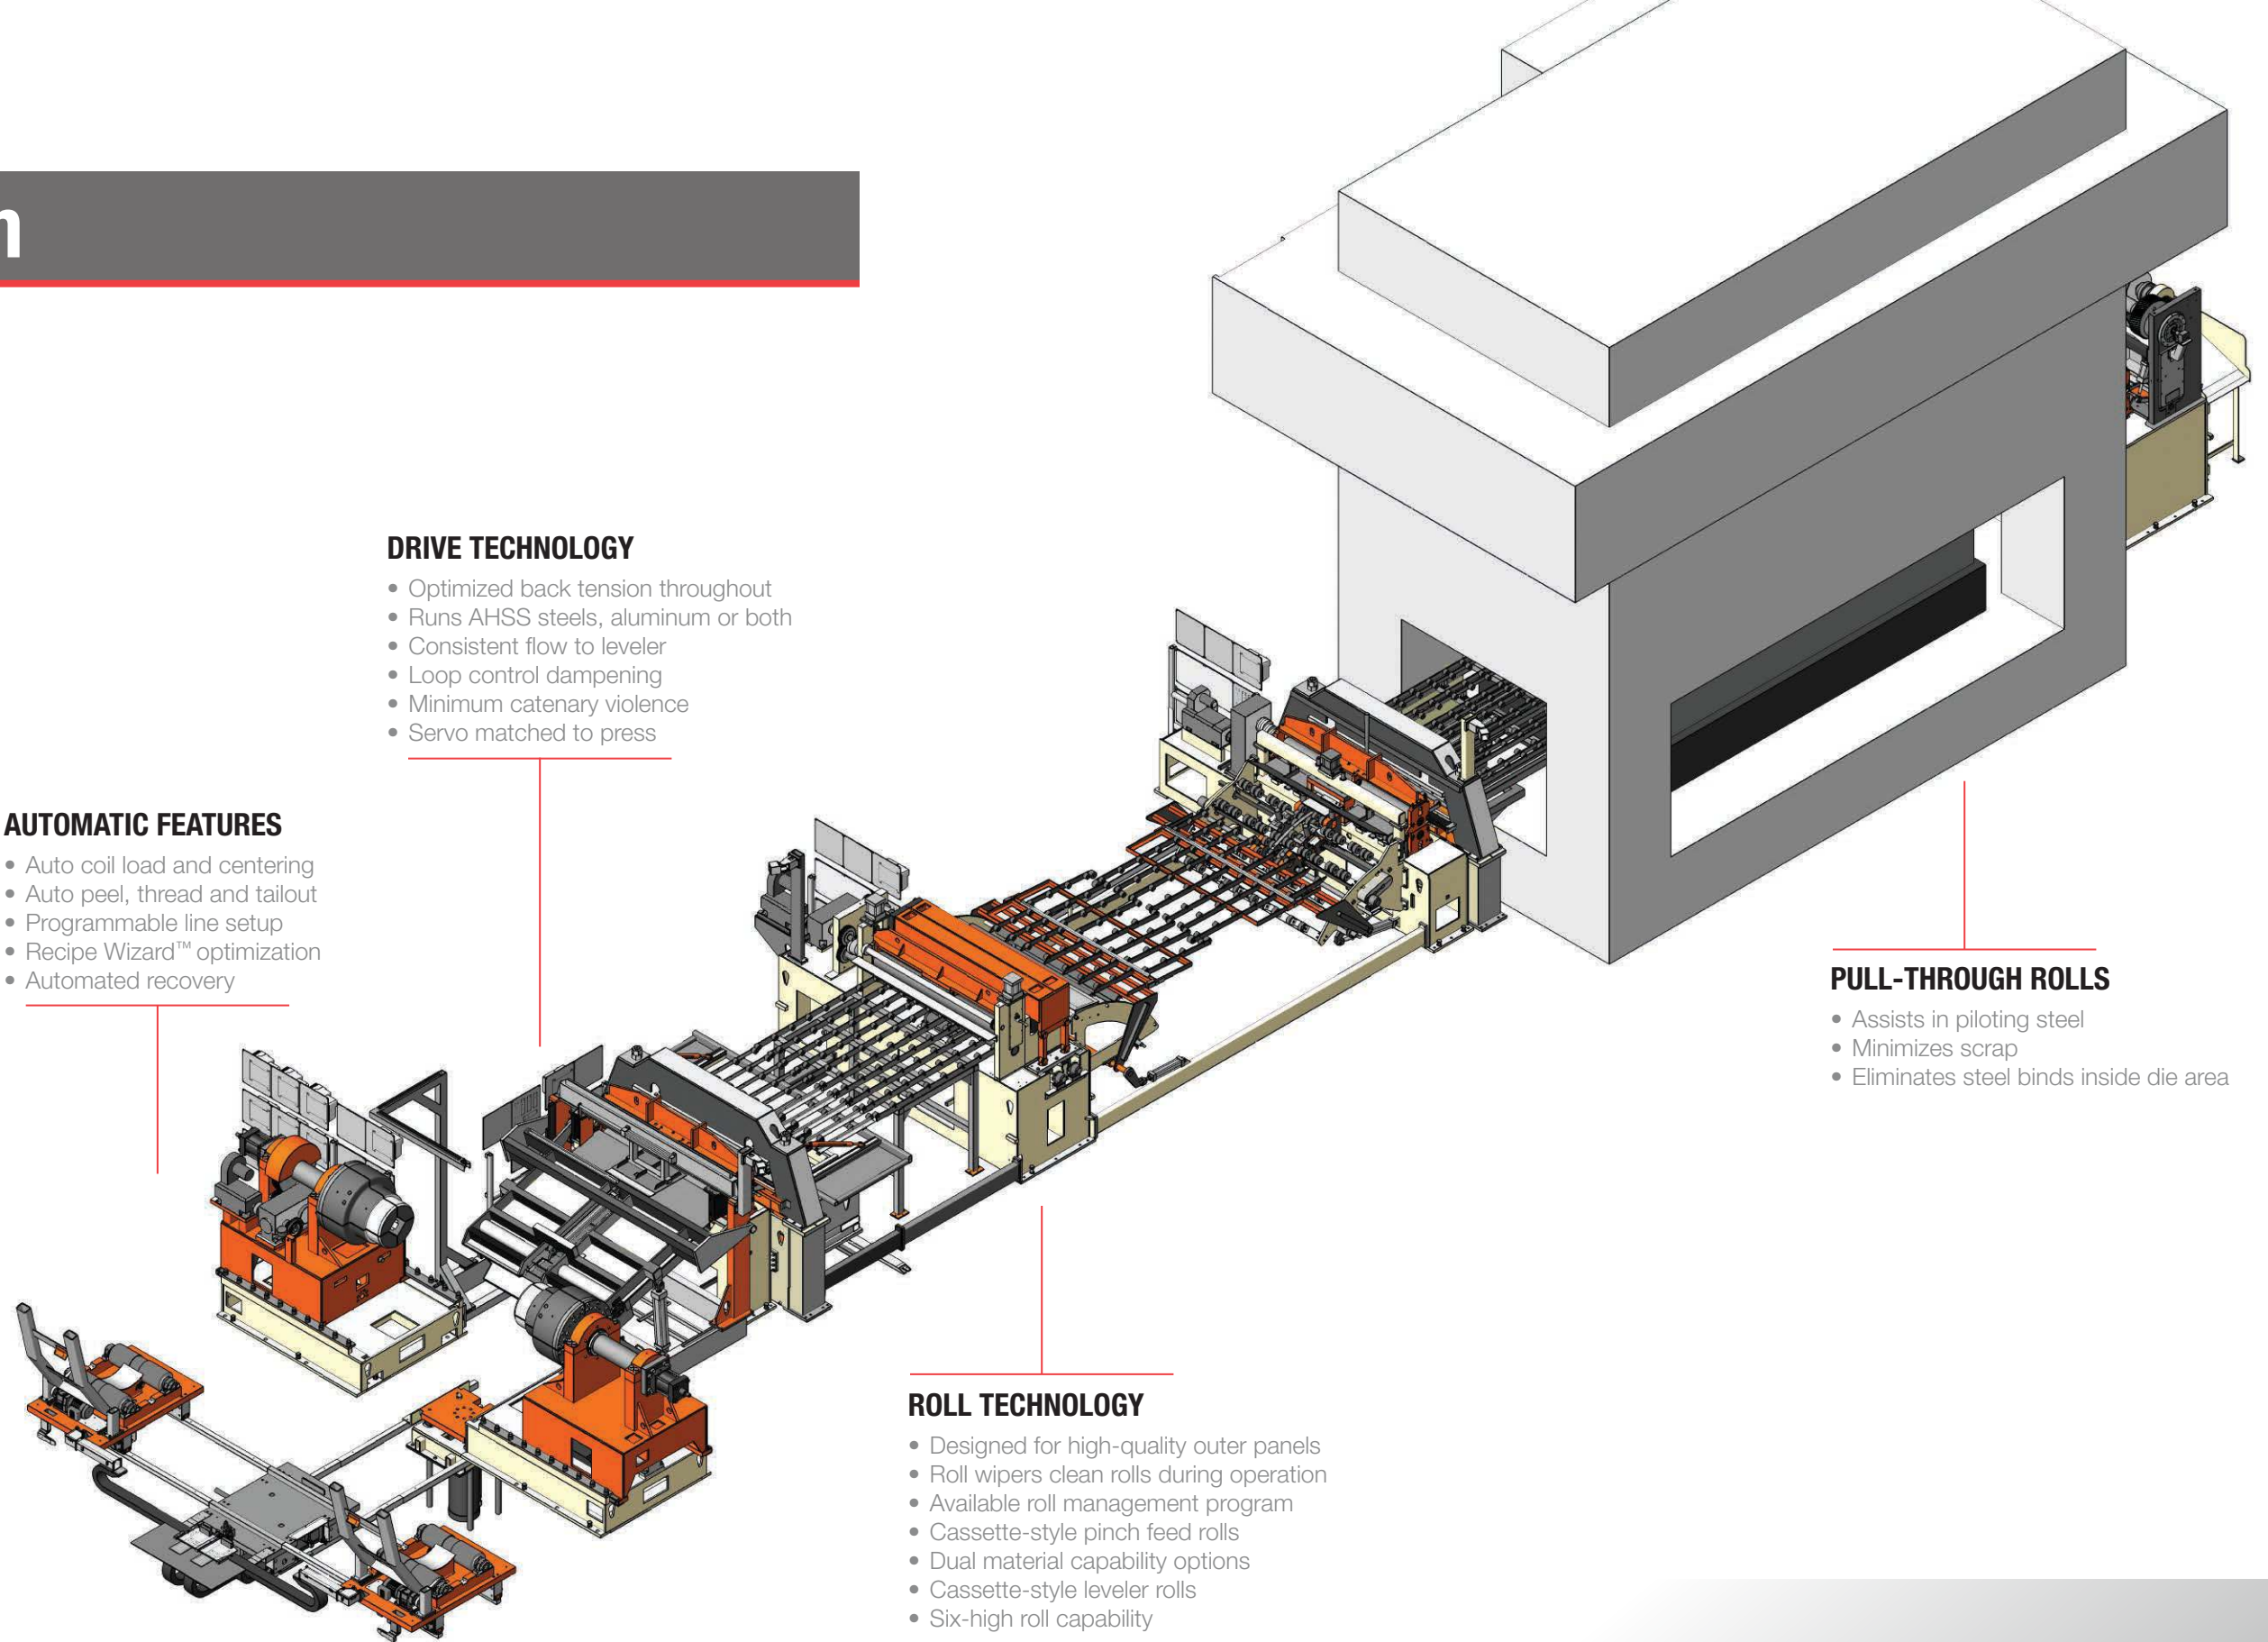 DRIVE TECHNOLOGY
• Optimized back tension throughout
• Runs AHSS steels, aluminum or both
• Consistent flow to leveler
• Loop control dampening
• Minimum catenary violence
• Servo matched to press
AUTOMATIC FEATURES
• Auto coil load and centering
• Auto peel, thread and tailout
• Programmable line setup
• Recipe Wizard™ optimization
• Automated recovery
PULL-THROUGH ROLLS
• Assists in piloting steel
• Minimizes scrap
• Eliminates steel binds inside die area
ROLL TECHNOLOGY
• Designed for high-quality outer panels
• Roll wipers clean rolls during operation
• Available roll management program
• Cassette-style pinch feed rolls
• Dual material capability options
• Cassette-style leveler rolls
• Six-high roll capability